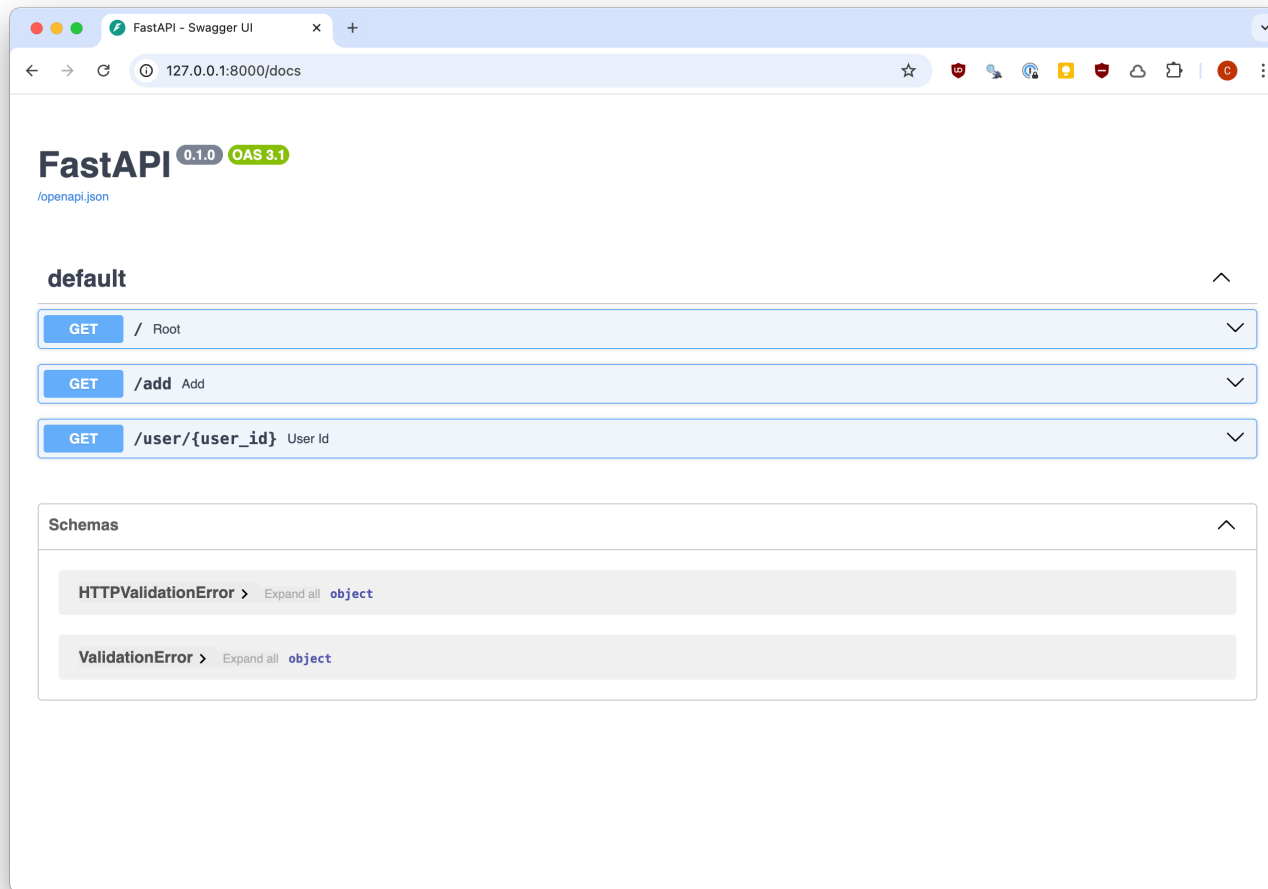 FastAPI - Swagger UI
127.0.0.1:8000/docs
C
FastAPI 0.1.0 OAS 3.1
/openapi.json
default
GET / Root
GET /add Add
GET /user/{user_id} User Id
Schemas
HTTPValidationError Expand all object
ValidationError Expand all object